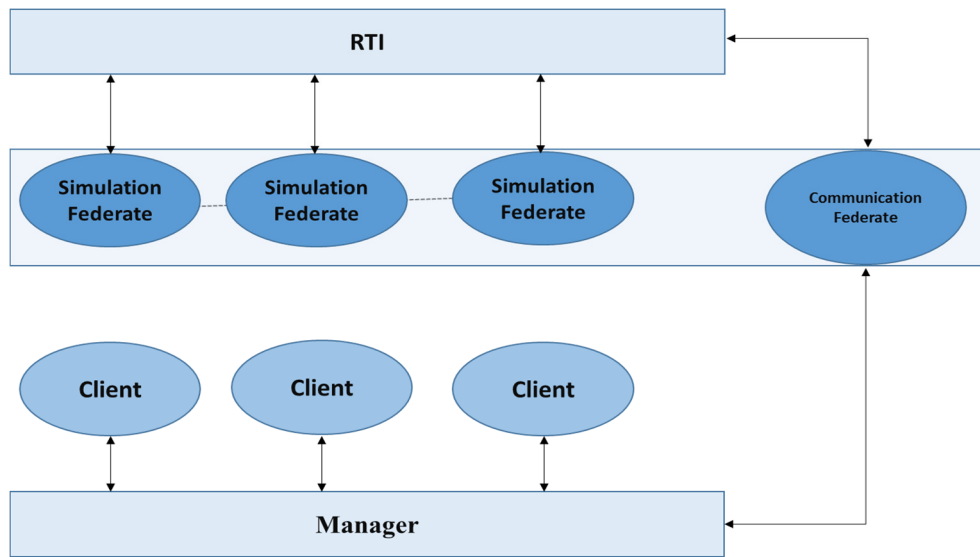 RTI
Simulation
Federate
Simulation
Federate
Simulation
Federate
Communication
Federate
Client
Client
Client
Manager